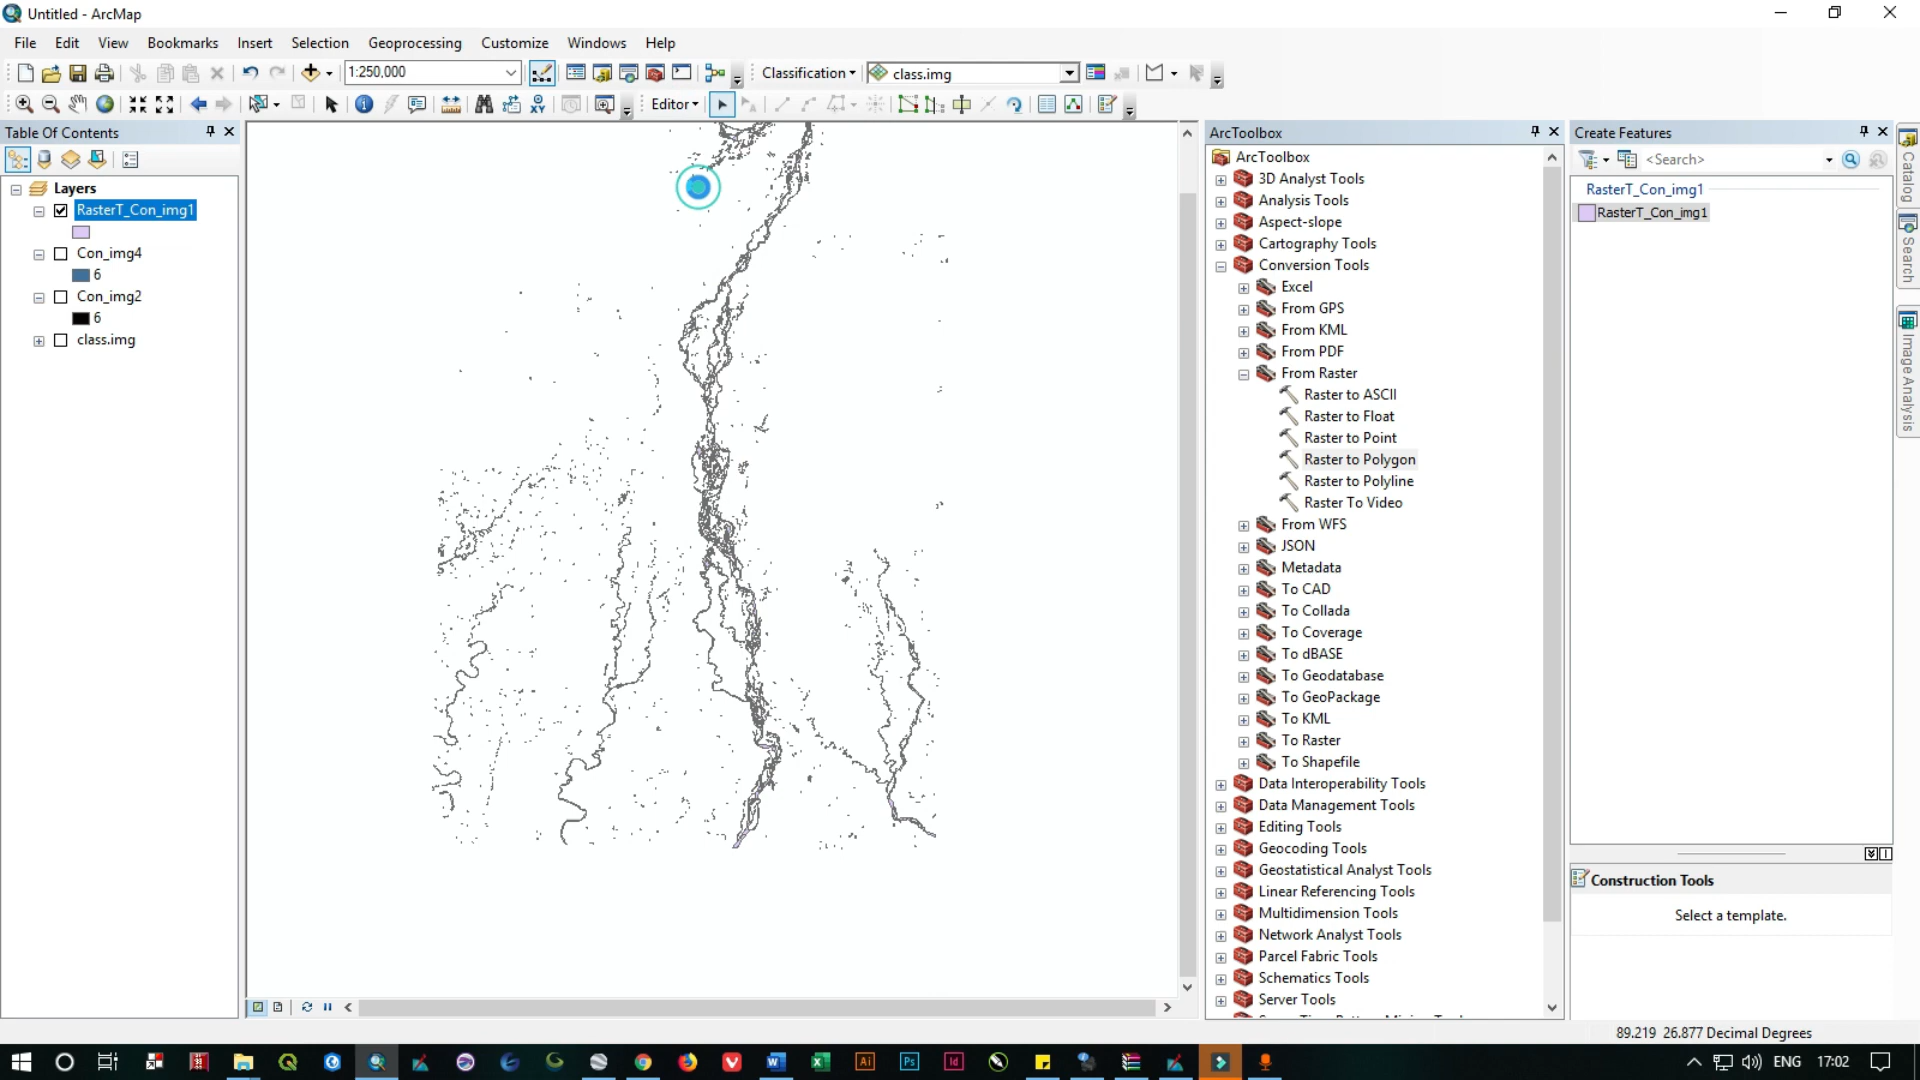 Untitled - ArcMap
File Edit View Bookmarks Insert Selection Geoprocessing Customize Windows Help
1:250,000 Classification class.img
Editor
Table Of Contents
Layers
RasterT_Con_img1
Con_img4
6
Con_img2
6
class.img
ArcToolbox
ArcToolbox
3D Analyst Tools
Analysis Tools
Aspect-slope
Cartography Tools
Conversion Tools
Excel
From GPS
From KML
From PDF
From Raster
Raster to ASCII
Raster to Float
Raster to Point
Raster to Polygon
Raster to Polyline
Raster To Video
From WFS
JSON
Metadata
To CAD
To Collada
To Coverage
To dBASE
To Geodatabase
To GeoPackage
To KML
To Raster
To Shapefile
Data Interoperability Tools
Data Management Tools
Editing Tools
Geocoding Tools
Geostatistical Analyst Tools
Linear Referencing Tools
Multidimension Tools
Network Analyst Tools
Parcel Fabric Tools
Schematics Tools
Server Tools
Create Features
<Search>
RasterT_Con_img1
RasterT_Con_img1
Construction Tools
Select a template.
Catalog
Search
Image Analysis
89.219 26.877 Decimal Degrees
ENG 17:02